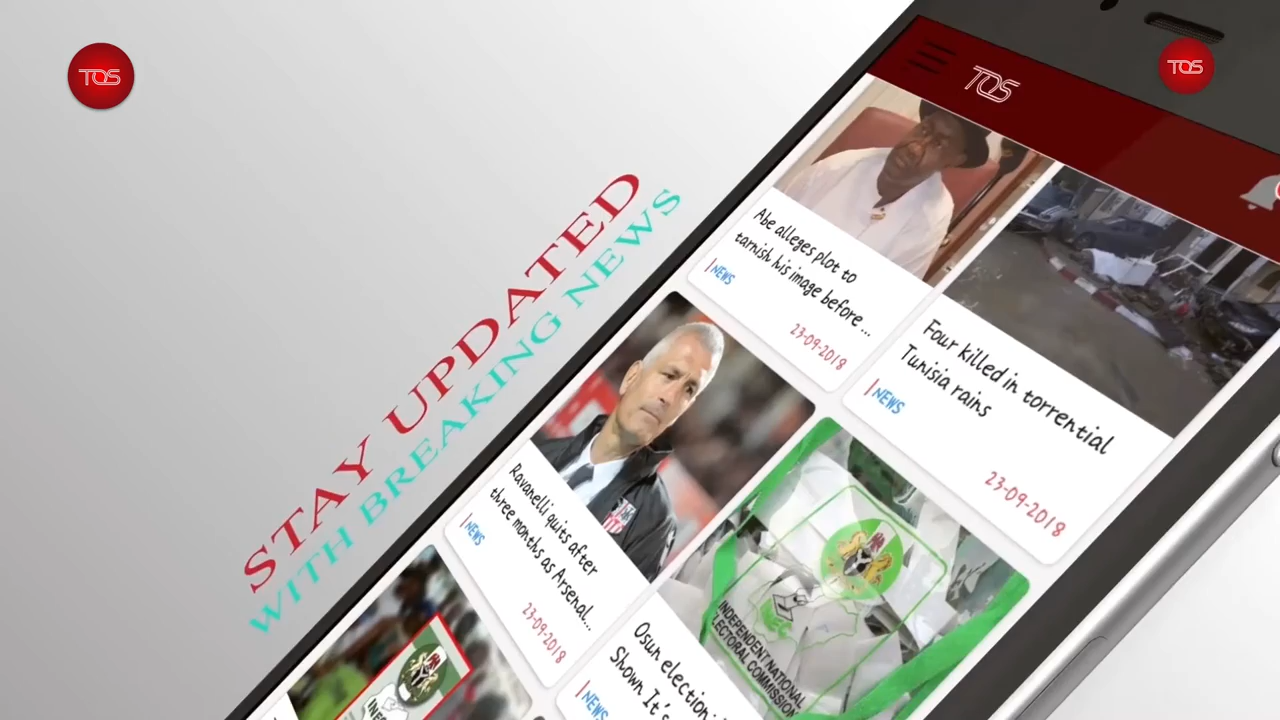 TQS
TQS
TQS
STAY UPDATED
WITH BREAKING NEWS
Abe alleges plot to
tarnish his image before ...
NEWS
23-09-2018
Four killed in torrential
Tunisia rains
NEWS
23-09-2018
Ravanelli quits after
three months as Arsenal...
NEWS
23-09-2018
INDEPENDENT NATIONAL
ELECTORAL COMMISSION
Osun election:
Shown It's
NEWS